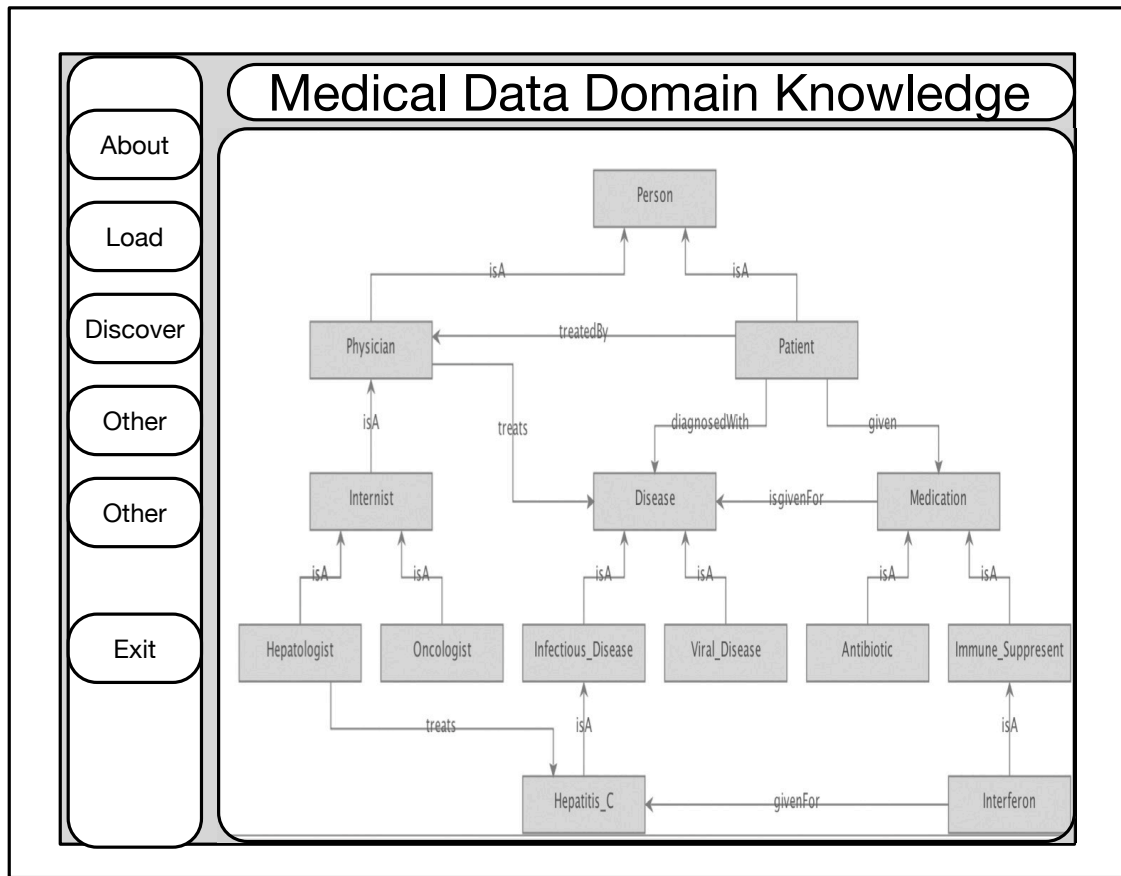 Medical Data Domain Knowledge
About
Load
Discover
Other
Other
Exit
Person
isA
isA
Physician
treatedBy
Patient
isA
treats
diagnosedWith
given
Internist
Disease
isgivenFor
Medication
isA
isA
isA
isA
isA
isA
Hepatologist
Oncologist
Infectious_Disease
Viral_Disease
Antibiotic
Immune_Suppresent
treats
isA
isA
Hepatitis_C
givenFor
Interferon